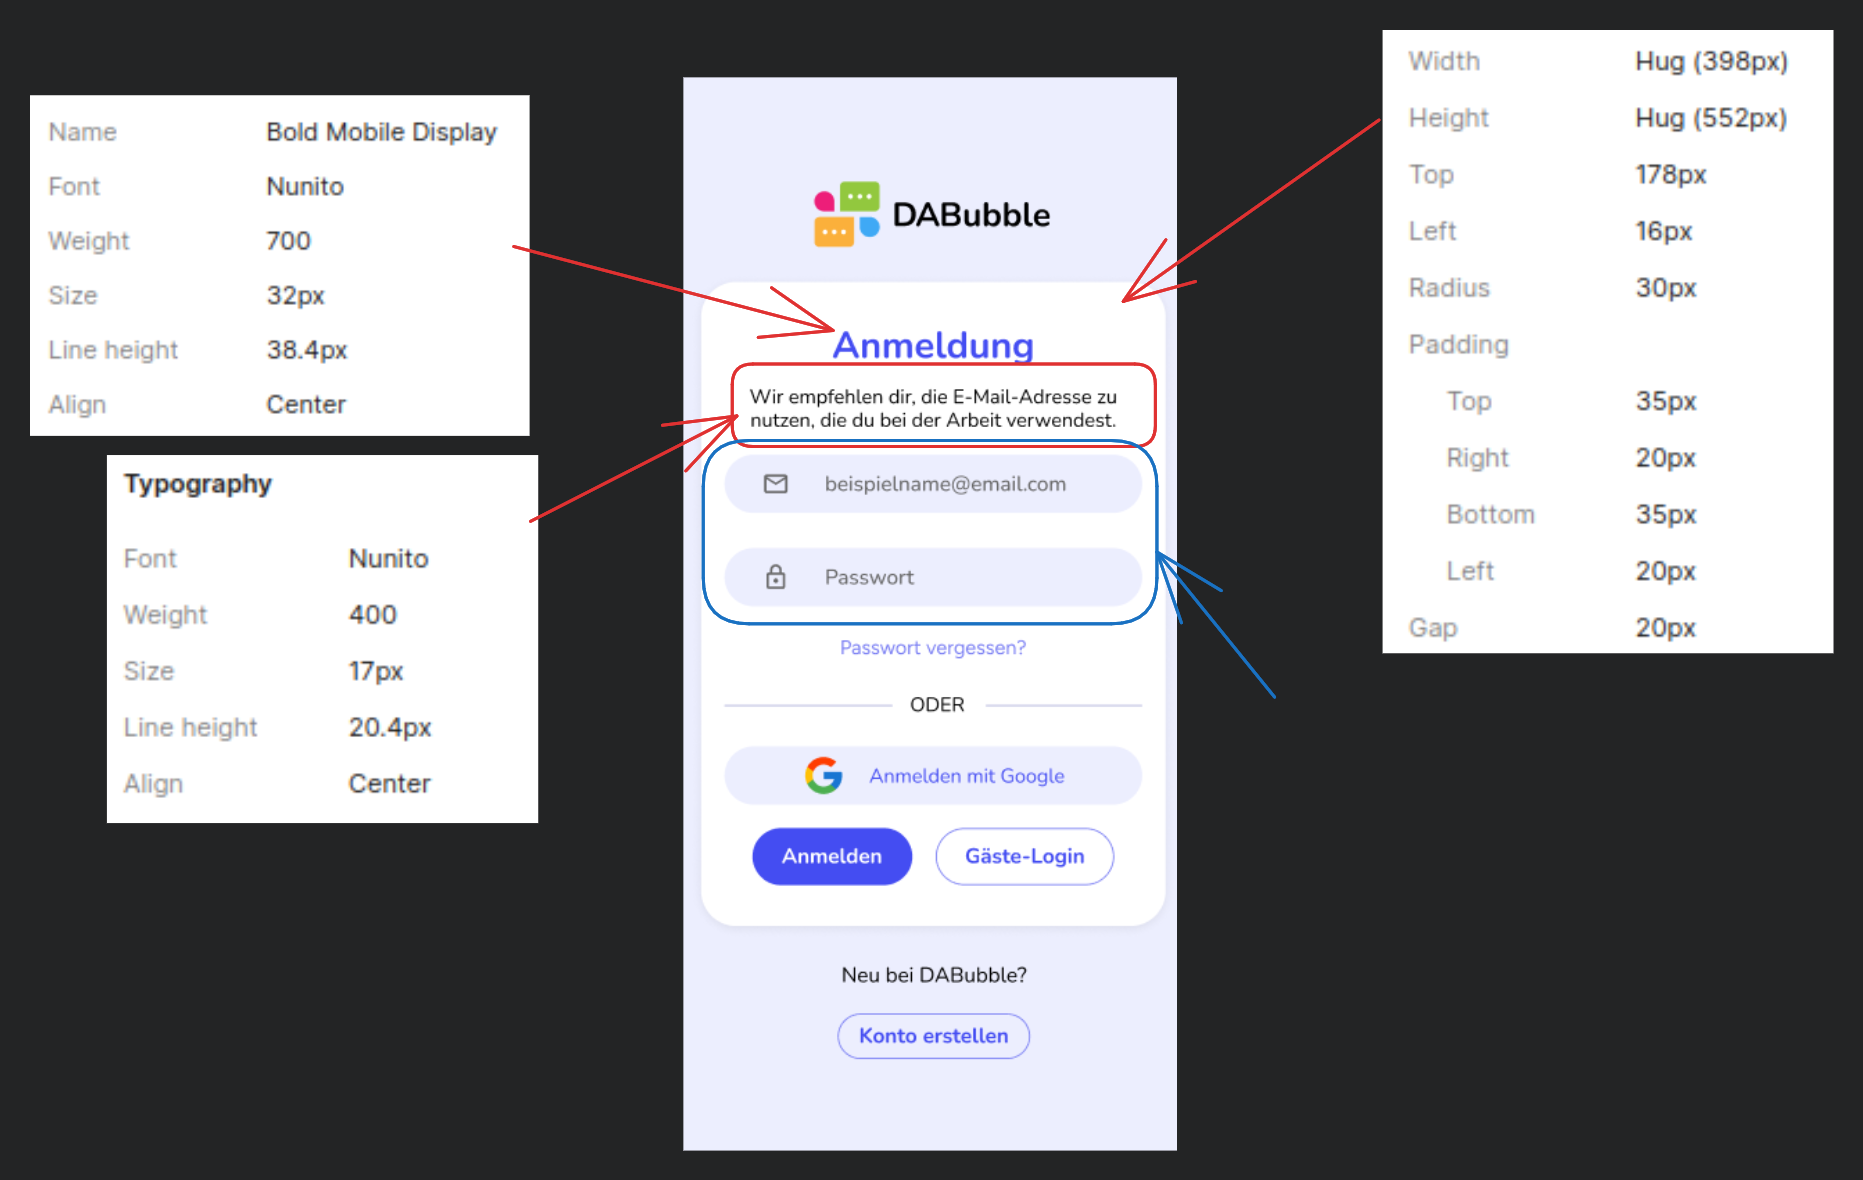 Name Bold Mobile Display
Font Nunito
Weight 700
Size 32px
Line height 38.4px
Align Center
Typography
Font Nunito
Weight 400
Size 17px
Line height 20.4px
Align Center
DABubble
Anmeldung
Wir empfehlen dir, die E-Mail-Adresse zu
nutzen, die du bei der Arbeit verwendest.
beispielname@email.com
Passwort
Passwort vergessen?
ODER
Anmelden mit Google
Anmelden Gäste-Login
Neu bei DABubble?
Konto erstellen
Width Hug (398px)
Height Hug (552px)
Top 178px
Left 16px
Radius 30px
Padding
Top 35px
Right 20px
Bottom 35px
Left 20px
Gap 20px